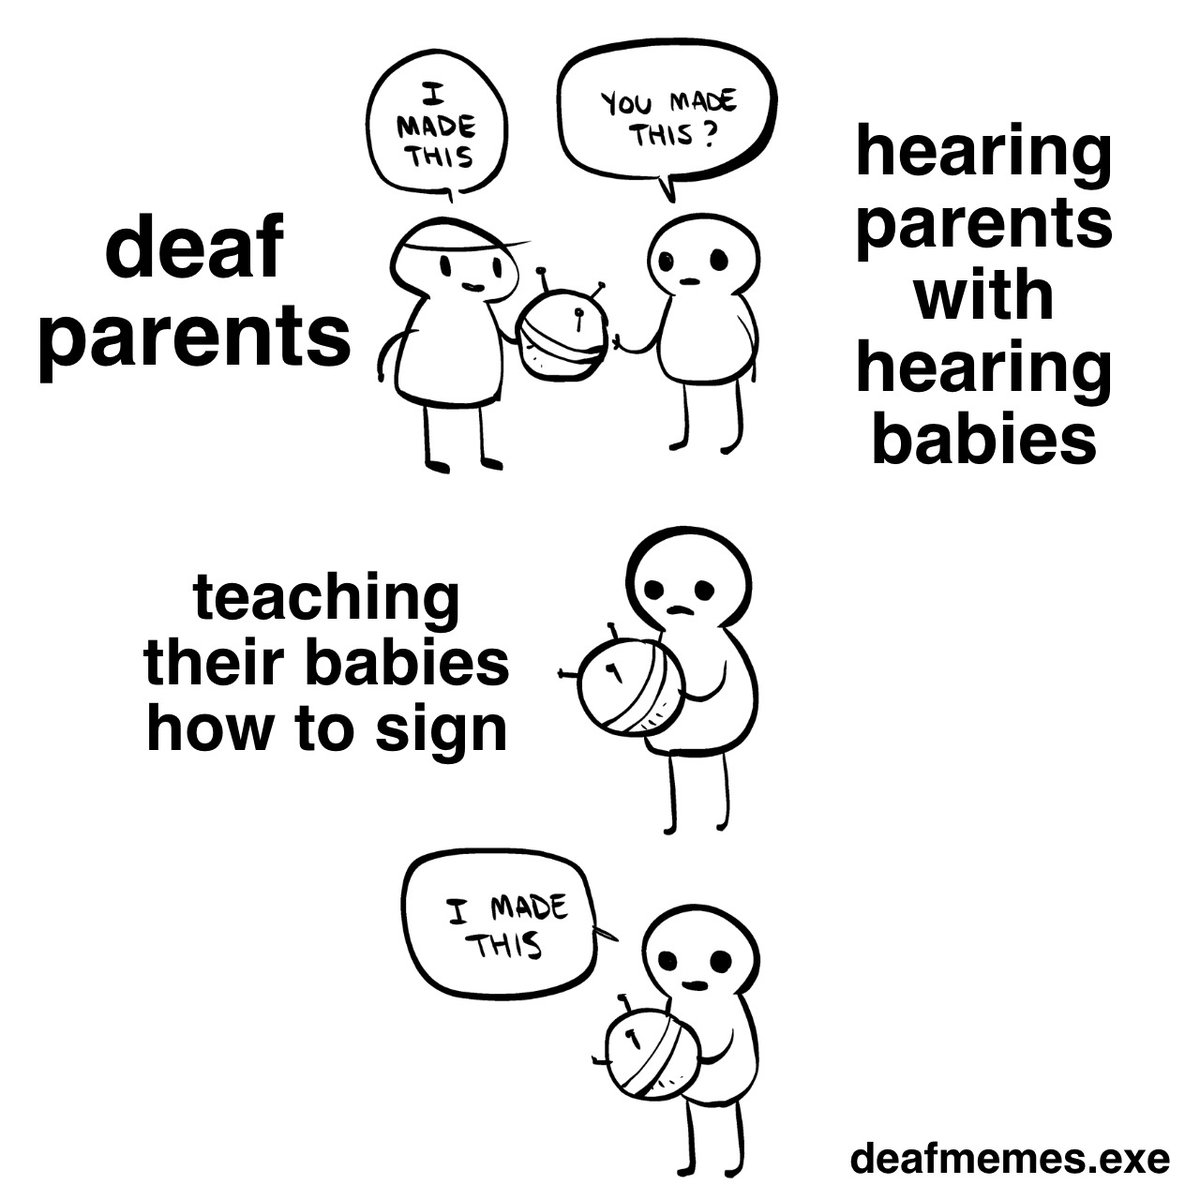 I
MADE
THIS
YOU MADE
THIS?
deaf
parents
hearing
parents
with
hearing
babies
teaching
their babies
how to sign
I MADE
THIS
deafmemes.exe